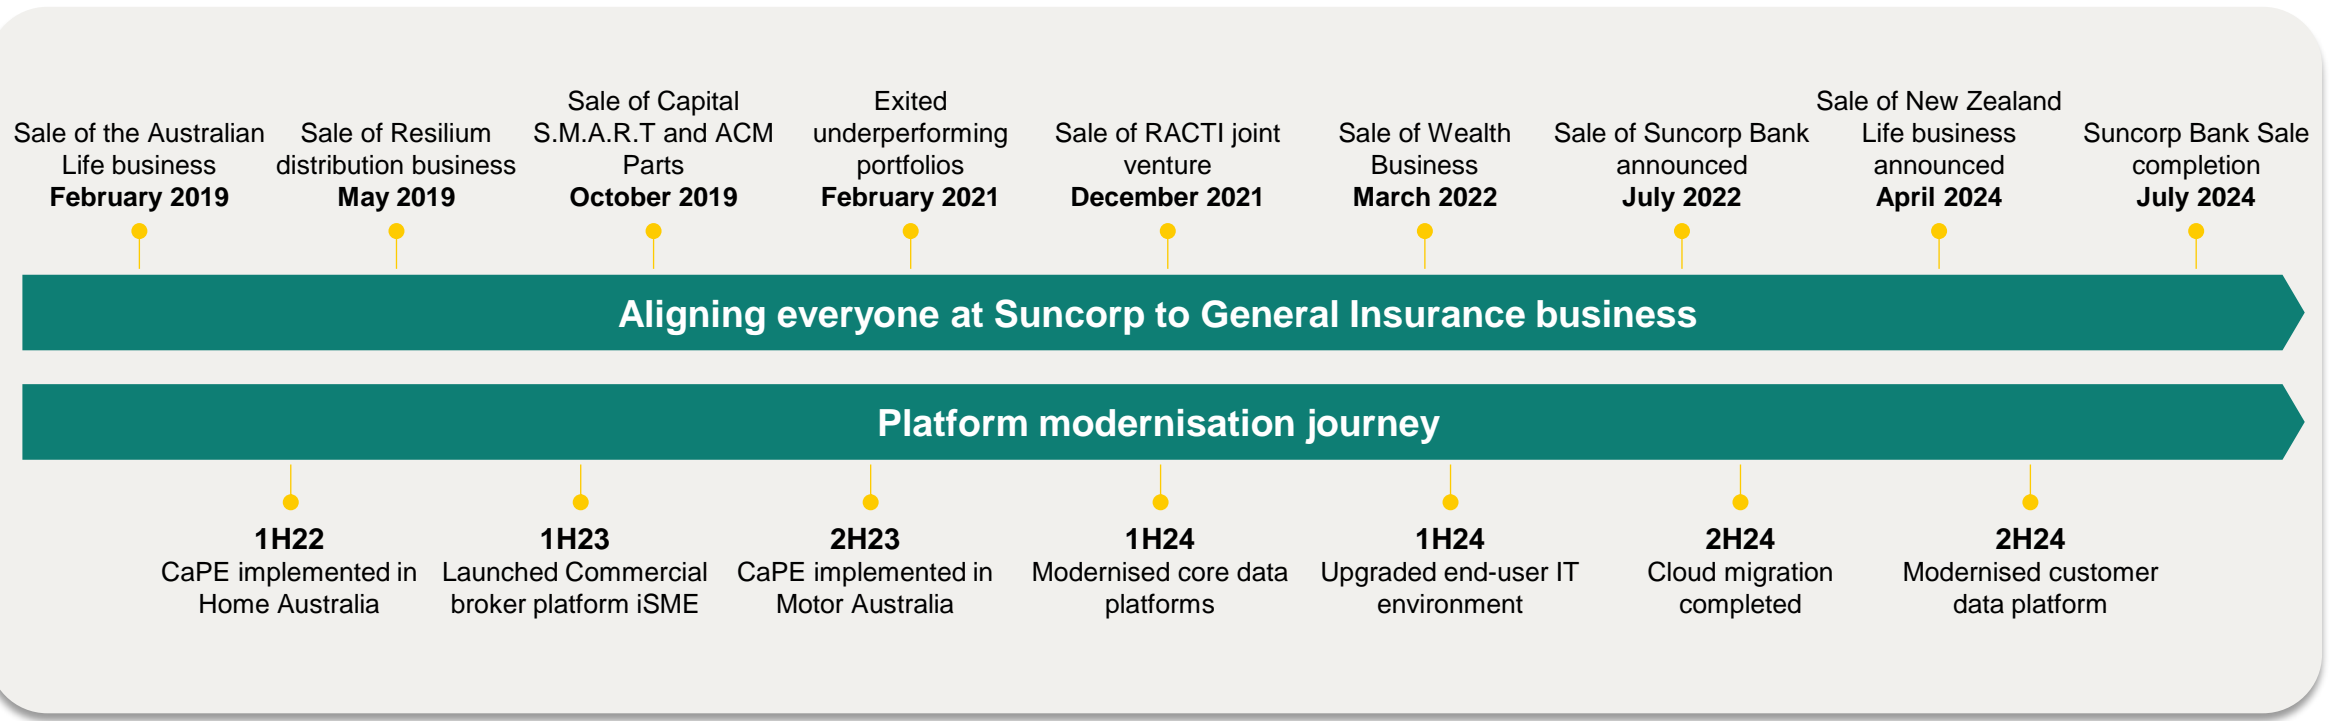 Sale of the Australian
Life business
February 2019
Sale of Resilium
distribution business
May 2019
Sale of Capital
S.M.A.R.T and ACM
Parts
October 2019
Exited
underperforming
portfolios
February 2021
Sale of RACTI joint
venture
December 2021
Sale of Wealth
Business
March 2022
Sale of Suncorp Bank
announced
July 2022
Sale of New Zealand
Life business
announced
April 2024
Suncorp Bank Sale
completion
July 2024
Aligning everyone at Suncorp to General Insurance business
Platform modernisation journey
1H22
CaPE implemented in
Home Australia
1H23
Launched Commercial
broker platform iSME
2H23
CaPE implemented in
Motor Australia
1H24
Modernised core data
platforms
1H24
Upgraded end-user IT
environment
2H24
Cloud migration
completed
2H24
Modernised customer
data platform